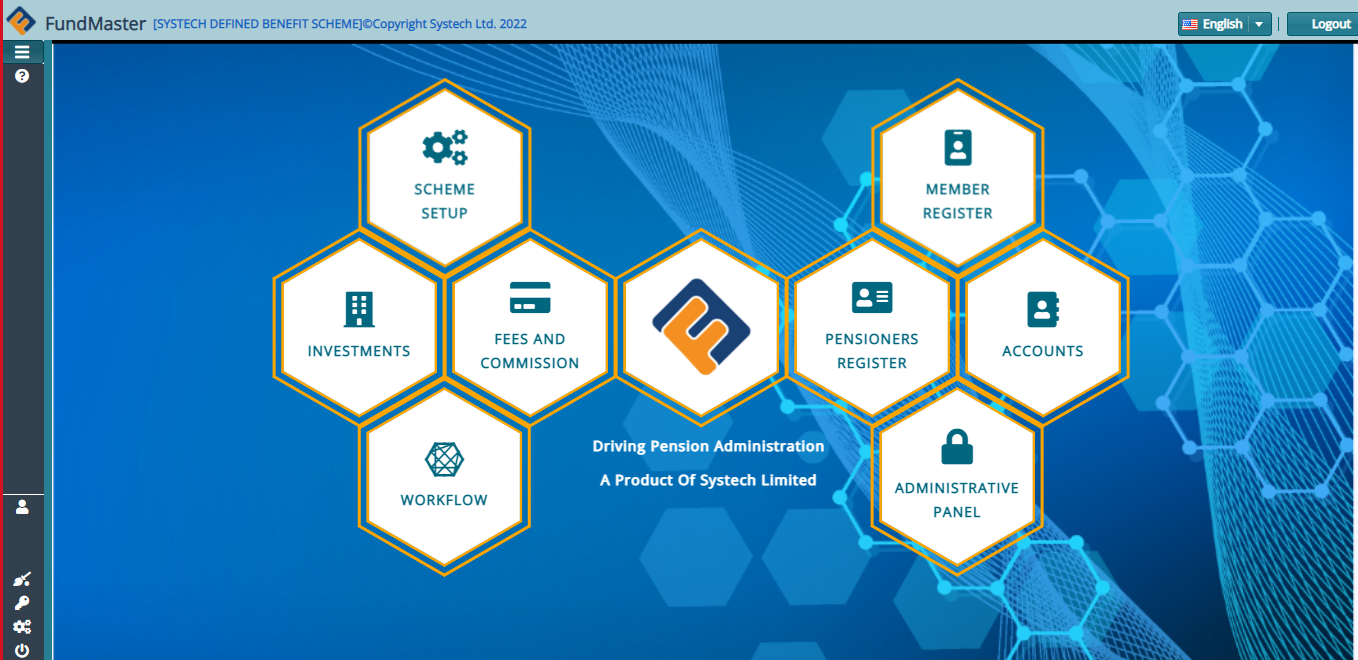 FundMaster [SYSTECH DEFINED BENEFIT SCHEME]©Copyright Systech Ltd. 2022
English
Logout
SCHEME
SETUP
MEMBER
REGISTER
INVESTMENTS
FEES AND
COMMISSION
PENSIONERS
REGISTER
ACCOUNTS
Driving Pension Administration
A Product Of Systech Limited
WORKFLOW
ADMINISTRATIVE
PANEL